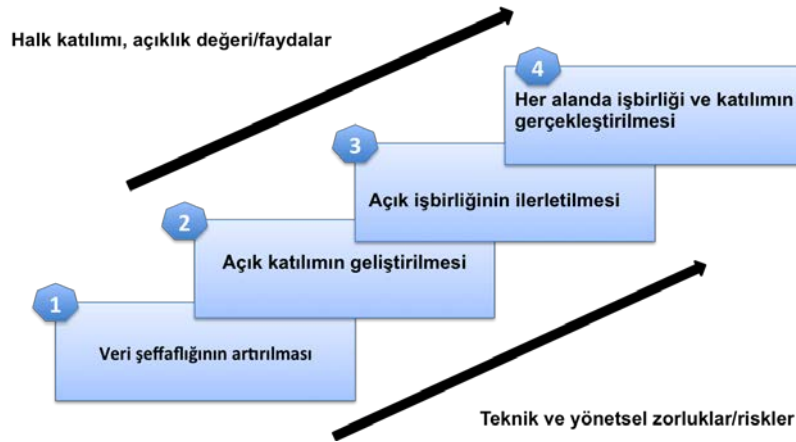 Halk katılımı, açıklık değeri/faydalar
4
Her alanda işbirliği ve katılımın
gerçekleştirilmesi
3
Açık işbirliğinin ilerletilmesi
2
Açık katılımın geliştirilmesi
1
Veri şeffaflığının artırılması
Teknik ve yönetsel zorluklar/riskler